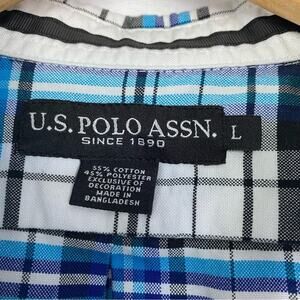 U.S. POLO ASSN.
SINCE 1890
L
55% COTTON
45% POLYESTER
EXCLUSIVE OF
DECORATION
MADE IN
BANGLADESH